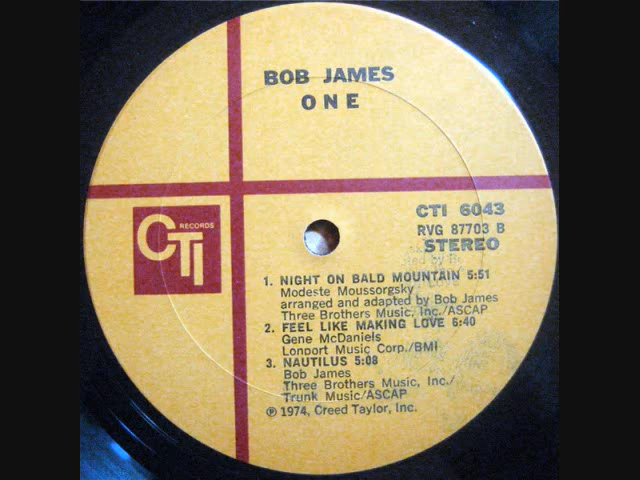 BOB JAMES
ONE
CTI RECORDS
CTI 6043
RVG 87703 B
STEREO
1. NIGHT ON BALD MOUNTAIN 5:51
Modeste Moussorgsky
arranged and adapted by Bob James
Three Brothers Music, Inc./ASCAP
2. FEEL LIKE MAKING LOVE 6:40
Gene McDaniels
Lonport Music Corp./BMI
3. NAUTILUS 5:08
Bob James
Three Brothers Music, Inc./
Trunk Music/ASCAP
℗ 1974, Creed Taylor, Inc.